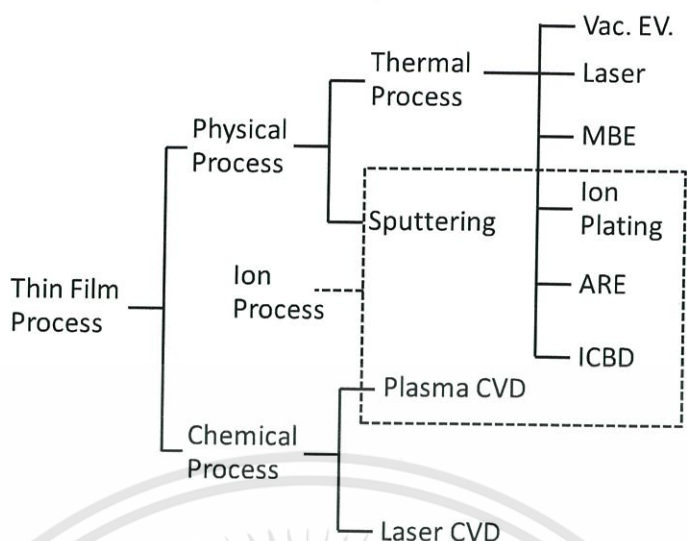 Thin Film
Process
Physical
Process
Thermal
Process
Vac. EV.
Laser
MBE
Ion
Plating
ARE
ICBD
Sputtering
Ion
Process
Chemical
Process
Plasma CVD
Laser CVD